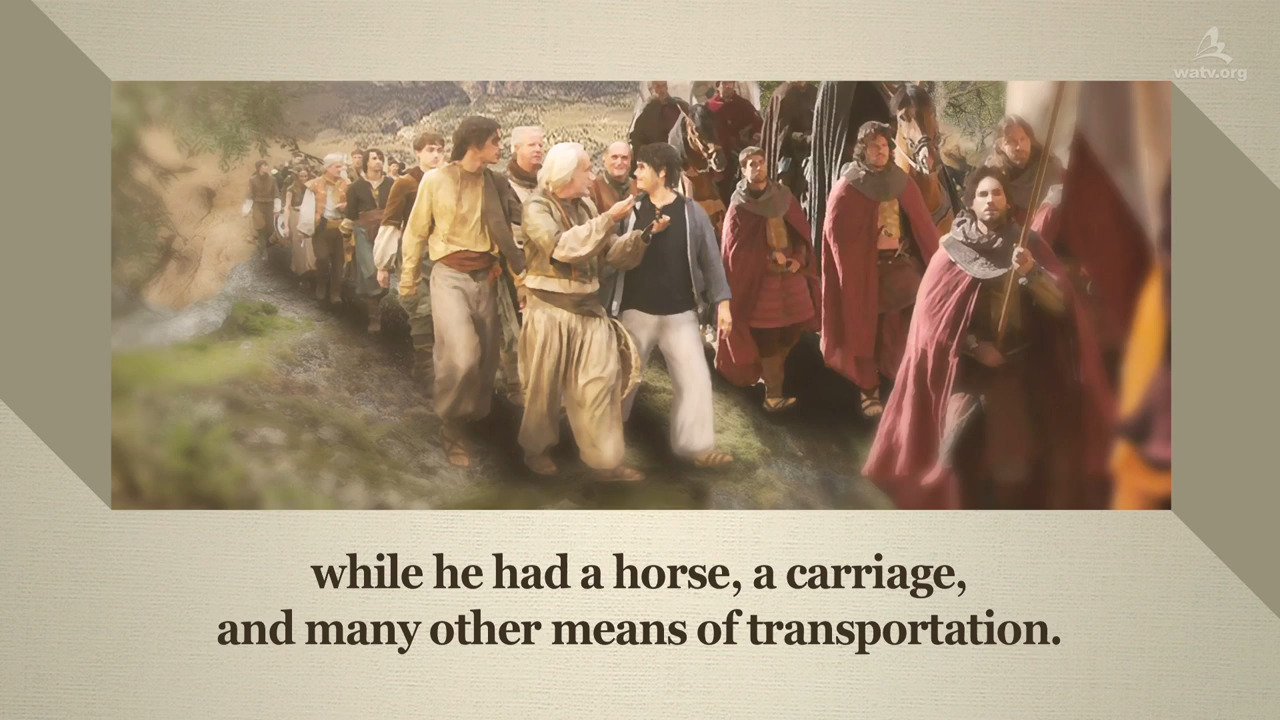 watv.org
while he had a horse, a carriage,
and many other means of transportation.